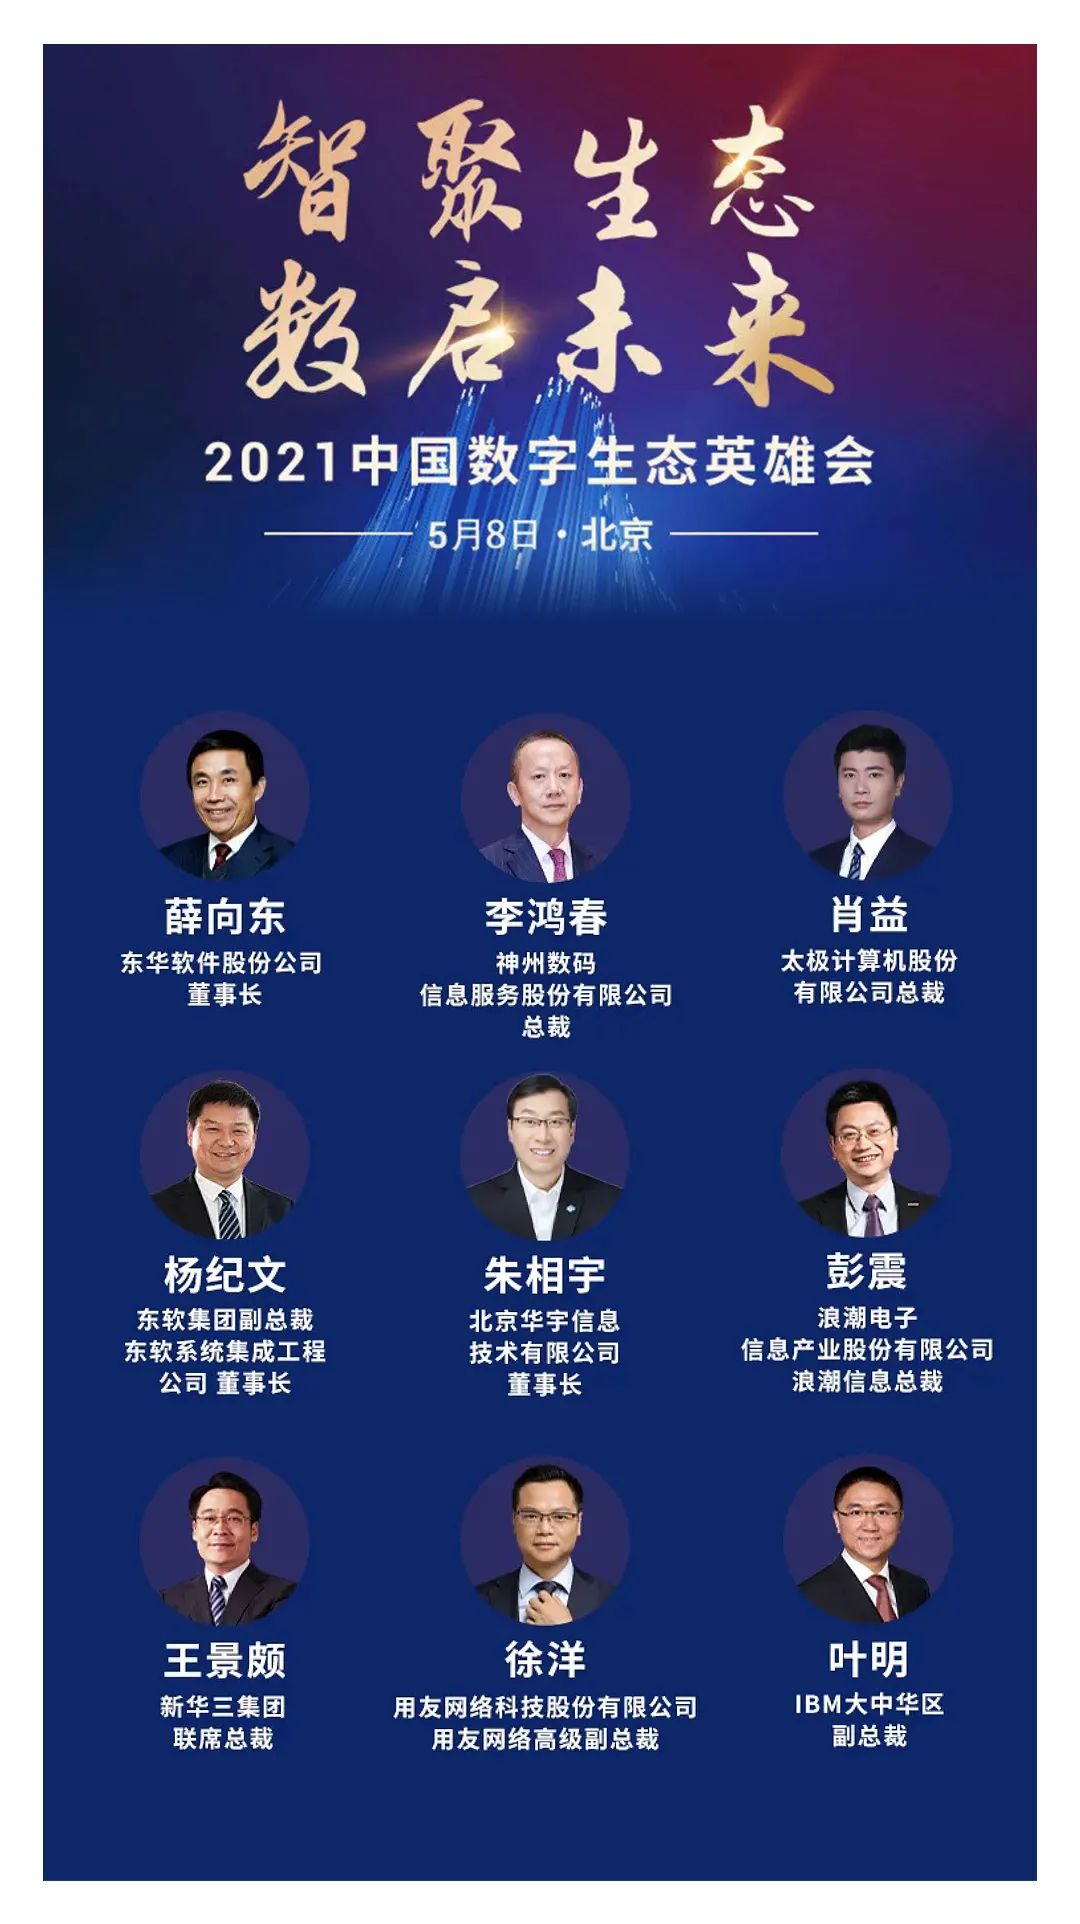 智聚生态
数启未来
2021中国数字生态英雄会
5月8日·北京
薛向东
东华软件股份公司
董事长
李鸿春
神州数码
信息服务股份有限公司
总裁
肖益
太极计算机股份
有限公司总裁
杨纪文
东软集团副总裁
东软系统集成工程
公司 董事长
朱相宇
北京华宇信息
技术有限公司
董事长
彭震
浪潮电子
信息产业股份有限公司
浪潮信息总裁
王景颇
新华三集团
联席总裁
徐洋
用友网络科技股份有限公司
用友网络高级副总裁
叶明
IBM大中华区
副总裁